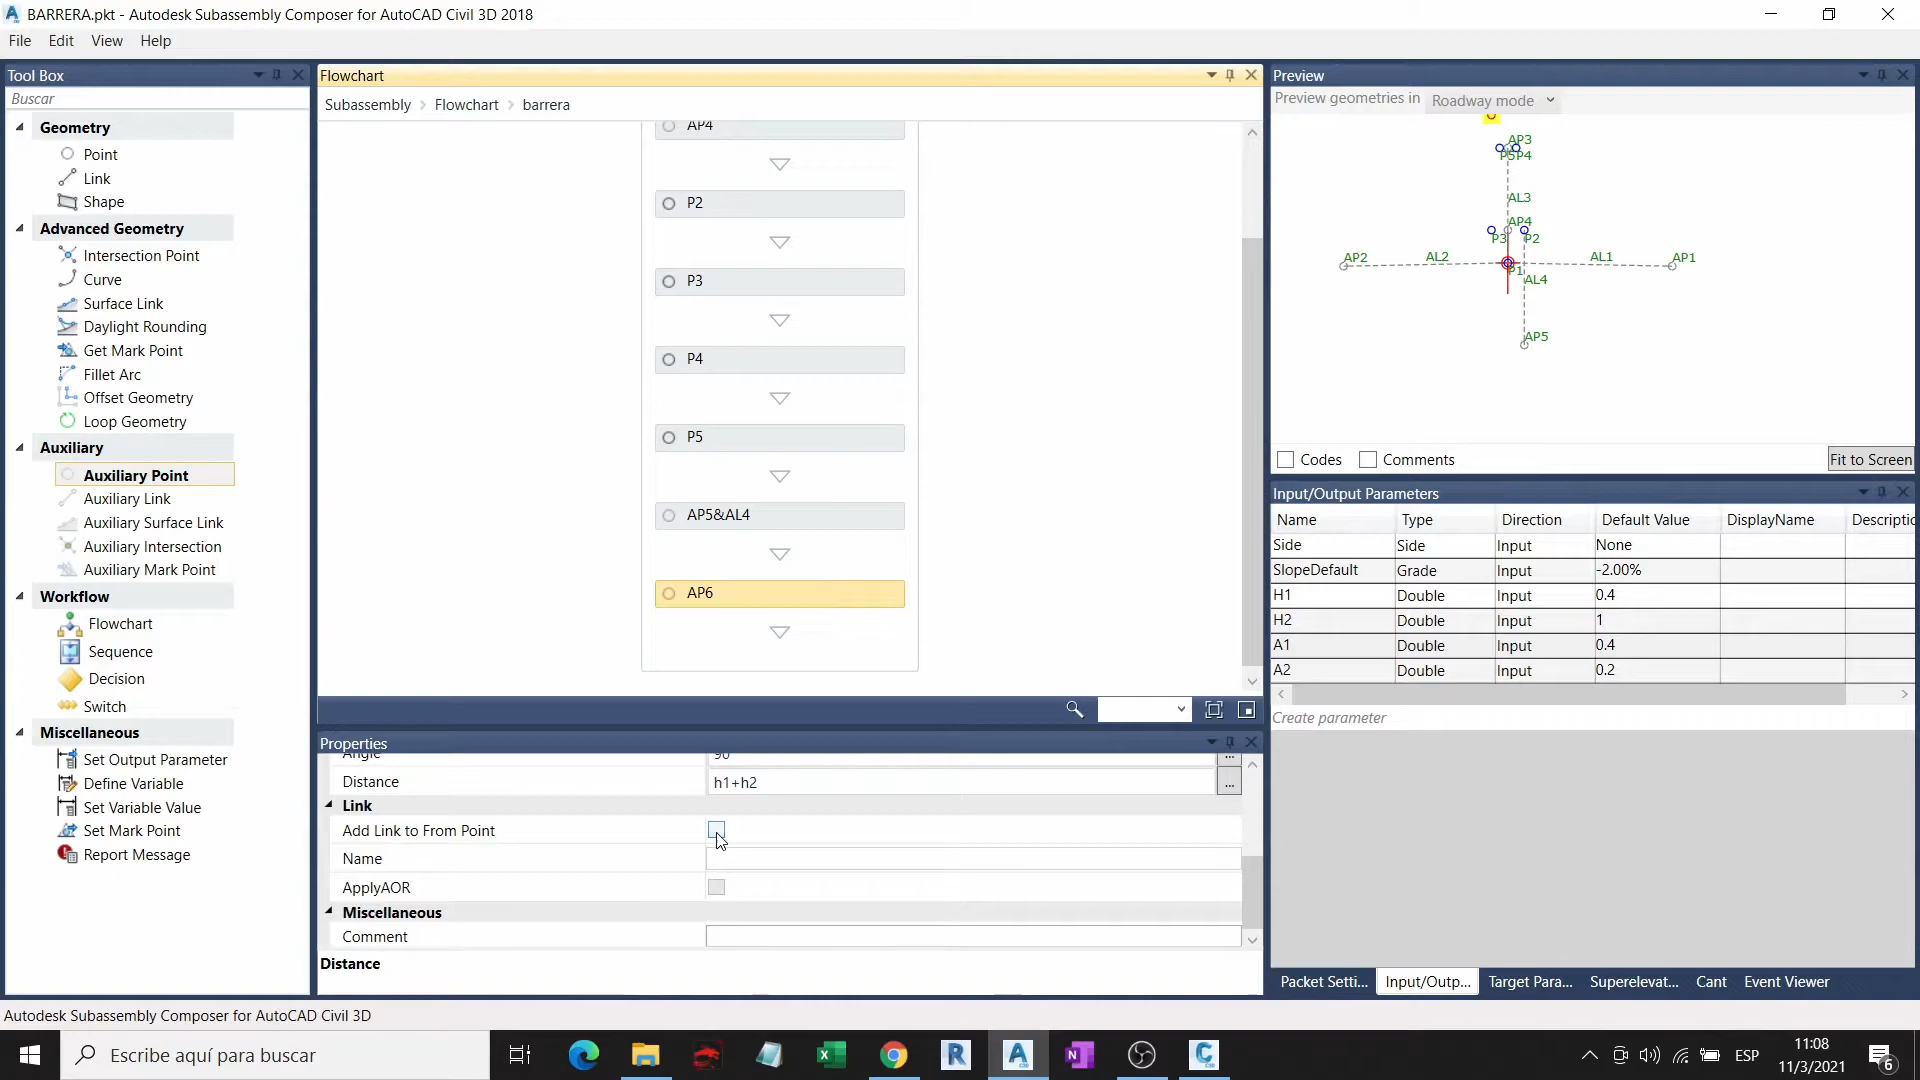 BARRERA.pkt - Autodesk Subassembly Composer for AutoCAD Civil 3D 2018
File Edit View Help
Tool Box
Buscar
Geometry
Point
Link
Shape
Advanced Geometry
Intersection Point
Curve
Surface Link
Daylight Rounding
Get Mark Point
Fillet Arc
Offset Geometry
Loop Geometry
Auxiliary
Auxiliary Point
Auxiliary Link
Auxiliary Surface Link
Auxiliary Intersection
Auxiliary Mark Point
Workflow
Flowchart
Sequence
Decision
Switch
Miscellaneous
Set Output Parameter
Define Variable
Set Variable Value
Set Mark Point
Report Message
Flowchart
Subassembly > Flowchart > barrera
AP4
P2
P3
P4
P5
AP5&AL4
AP6
Properties
Angle 90 ...
Distance h1+h2 ...
Link
Add Link to From Point
Name
ApplyAOR
Miscellaneous
Comment
Distance
Preview
Preview geometries in Roadway mode
AP3
P5 P4
AL3
AP4
P3 P2
AP2 AL2 AL1 AP1
P1
AL4
AP5
Codes Comments Fit to Screen
Input/Output Parameters
Name Type Direction Default Value DisplayName Descriptic
Side Side Input None
SlopeDefault Grade Input -2.00%
H1 Double Input 0.4
H2 Double Input 1
A1 Double Input 0.4
A2 Double Input 0.2
Create parameter
Packet Setti... Input/Outp... Target Para... Superelevat... Cant Event Viewer
Autodesk Subassembly Composer for AutoCAD Civil 3D
Escribe aquí para buscar
ESP
11:08
11/3/2021
6